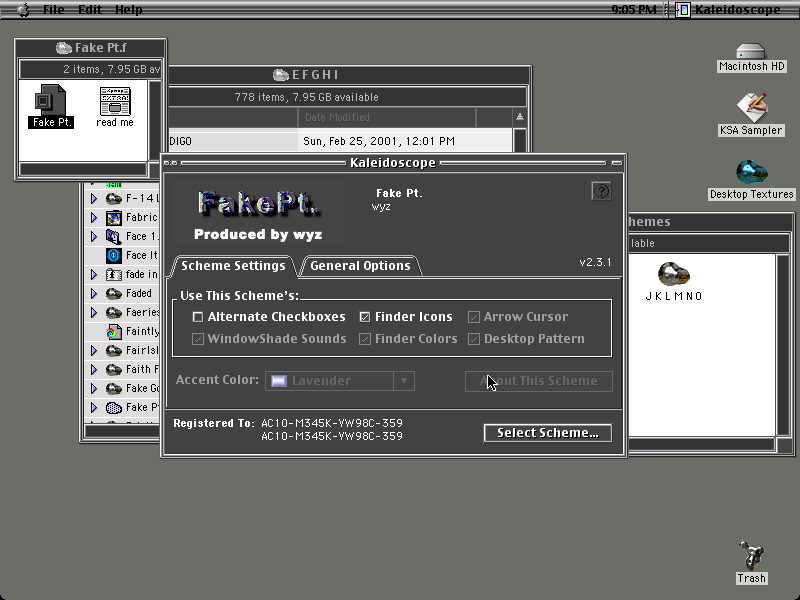 File Edit Help
9:05 PM Kaleidoscope
Fake Pt.f
2 items, 7.95 GB av
Fake Pt.
read me
E F G H I
778 items, 7.95 GB available
Date Modified
DIGO
Sun, Feb 25, 2001, 12:01 PM
F-14 L
Fabric
Face 1.
Face It
fade in
Faded
Faeries
Faintly
FairIsl
Faith F
Fake Go
Fake P
Kaleidoscope
FakePt.
Produced by wyz
Fake Pt.
wyz
?
v2.3.1
Scheme Settings
General Options
Use This Scheme's:
Alternate Checkboxes
Finder Icons
Arrow Cursor
WindowShade Sounds
Finder Colors
Desktop Pattern
Accent Color:
Lavender
About This Scheme
Registered To: AC10-M345K-VW98C-359
AC10-M345K-VW98C-359
Select Scheme...
hemes
lable
J K L M N O
Macintosh HD
KSA Sampler
Desktop Textures
Trash